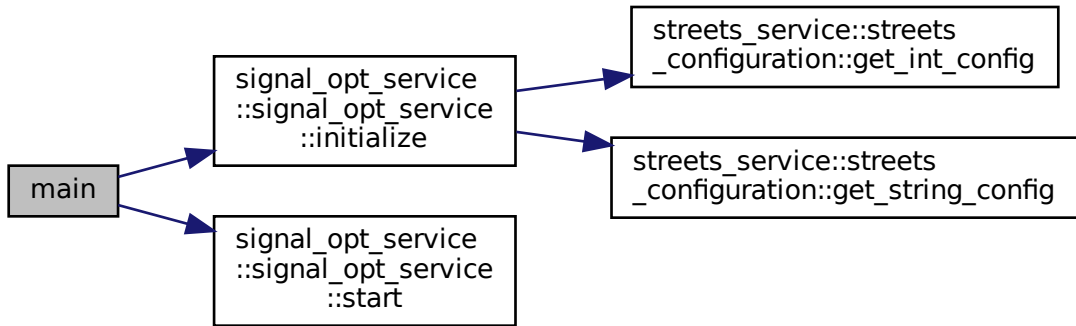 main
signal_opt_service
::signal_opt_service
::initialize
signal_opt_service
::signal_opt_service
::start
streets_service::streets
_configuration::get_int_config
streets_service::streets
_configuration::get_string_config